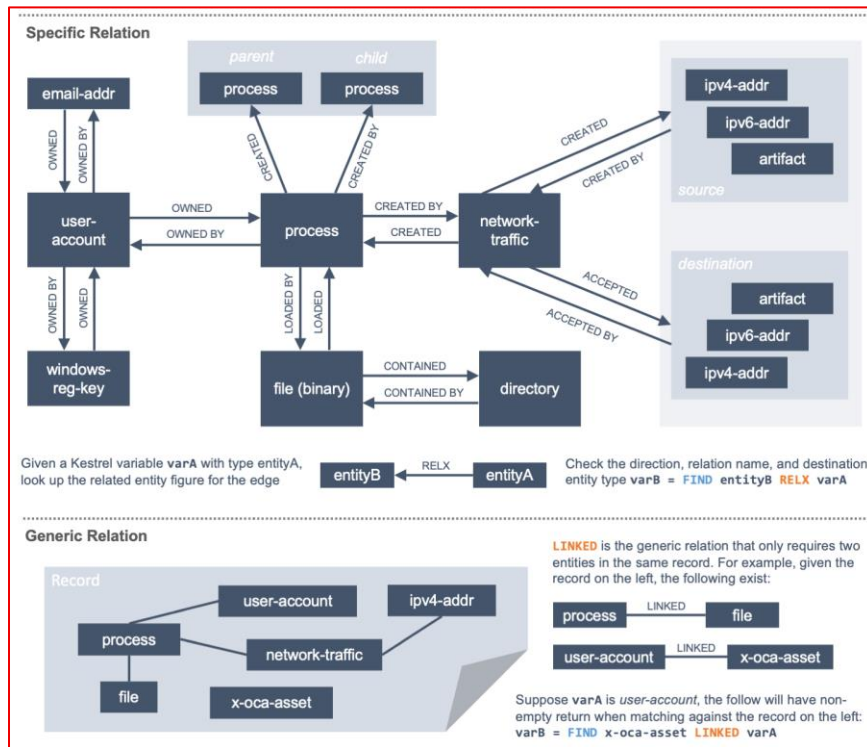 Specific Relation
parent
child
process
process
email-addr
ipv4-addr
ipv6-addr
artifact
source
OWNED
OWNED BY
CREATED
CREATED BY
CREATED
CREATED BY
user-account
OWNED
OWNED BY
process
CREATED BY
CREATED
network-traffic
destination
artifact
ipv6-addr
ipv4-addr
ACCEPTED
ACCEPTED BY
OWNED BY
OWNED
LOADED BY
LOADED
windows-reg-key
file (binary)
CONTAINED
CONTAINED BY
directory
Given a Kestrel variable varA with type entityA,
look up the related entity figure for the edge
entityB
RELX
entityA
Check the direction, relation name, and destination
entity type varB = FIND entityB RELX varA
Generic Relation
Record
user-account
ipv4-addr
process
network-traffic
file
x-oca-asset
LINKED is the generic relation that only requires two
entities in the same record. For example, given the
record on the left, the following exist:
process
LINKED
file
user-account
LINKED
x-oca-asset
Suppose varA is user-account, the follow will have non-
empty return when matching against the record on the left:
varB = FIND x-oca-asset LINKED varA